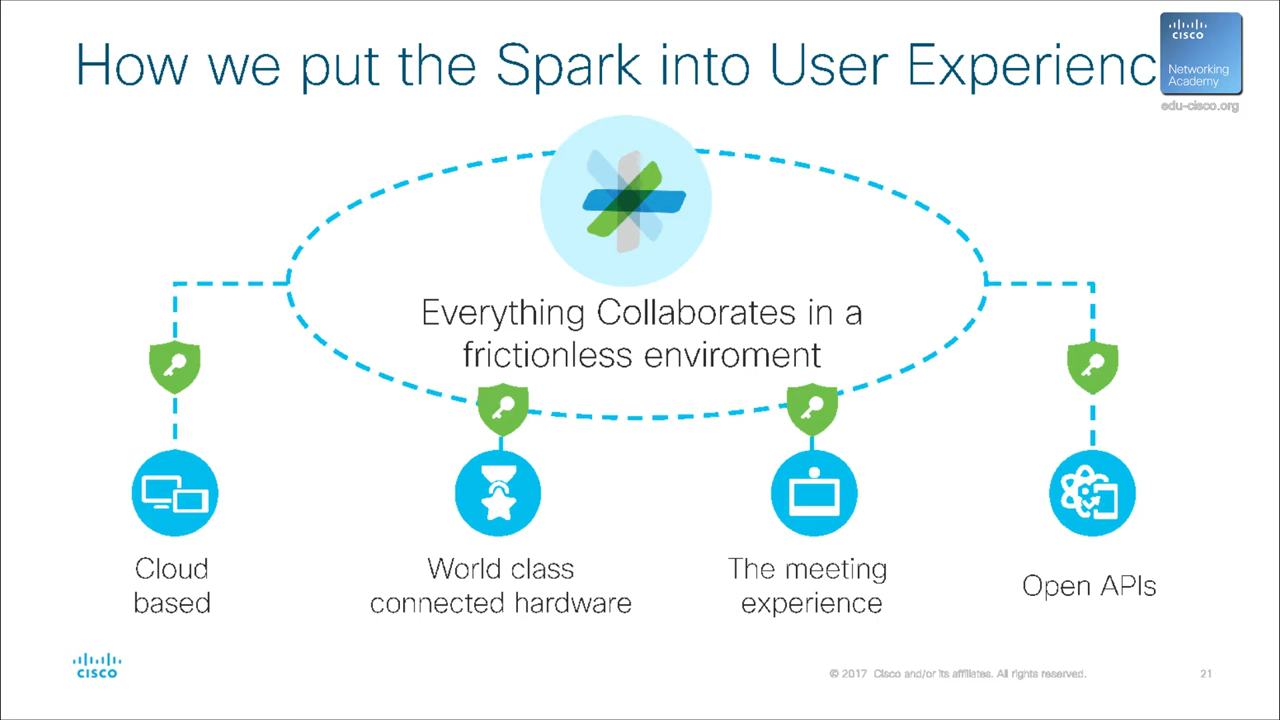 How we put the Spark into User Experienc
CISCO
Networking
Academy
edu-cisco.org
Everything Collaborates in a
frictionless enviroment
Cloud
based
World class
connected hardware
The meeting
experience
Open APIs
CISCO
© 2017 Cisco and/or its affiliates. All rights reserved.
21